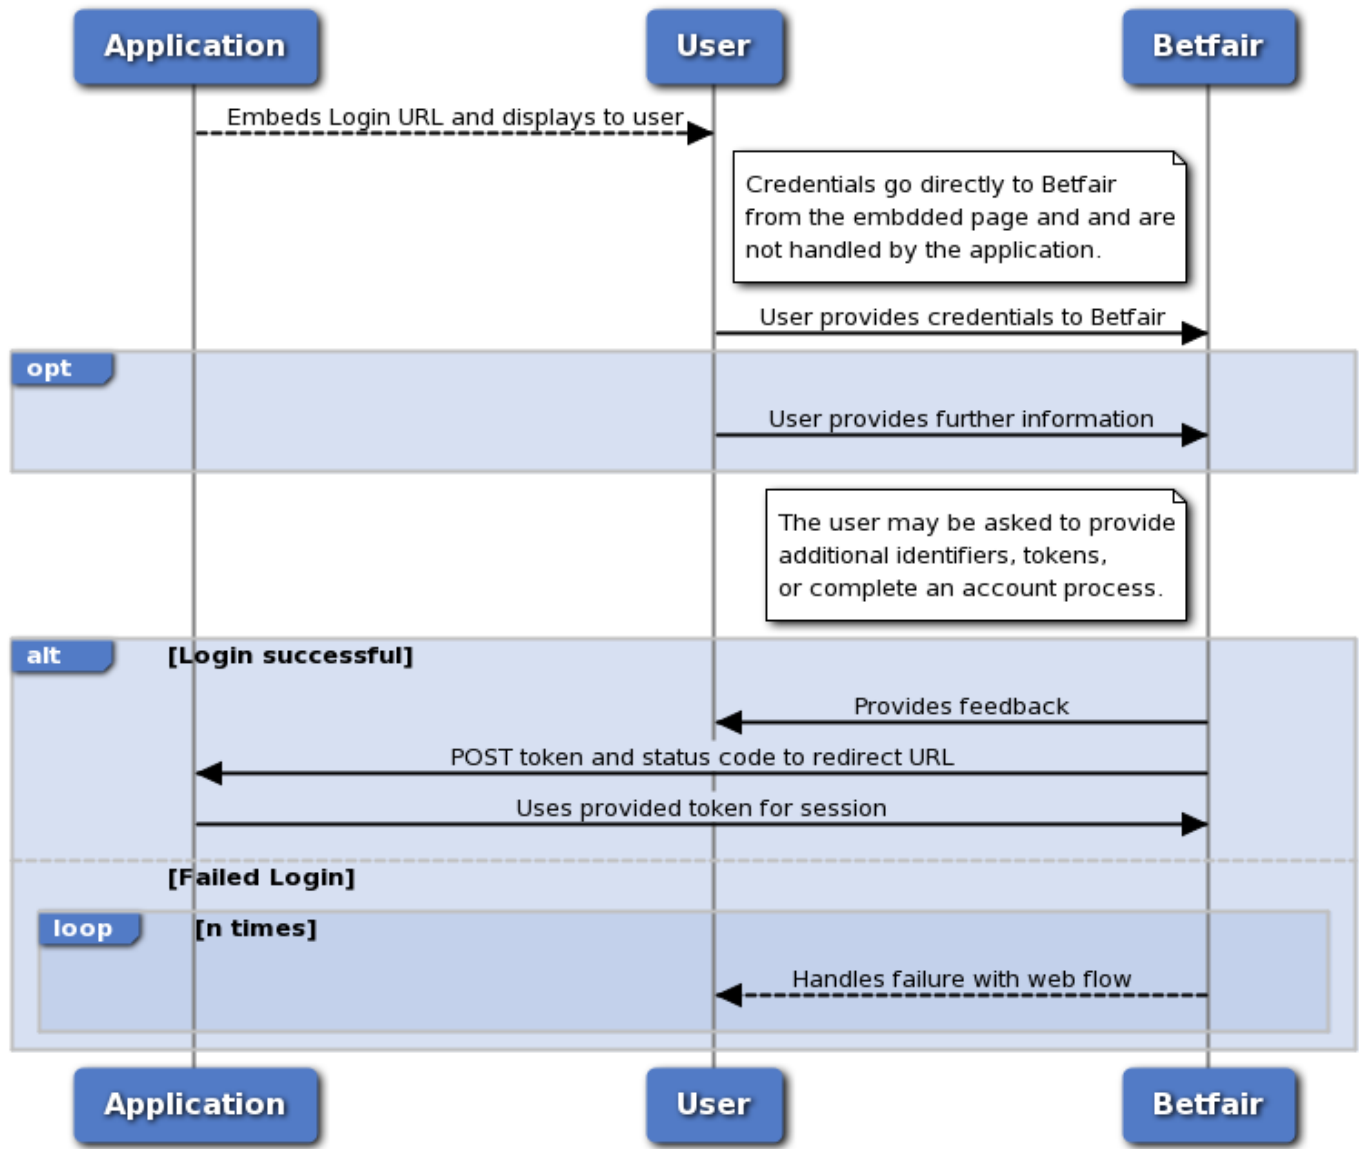 Application
User
Betfair
Embeds Login URL and displays to user
Credentials go directly to Betfair
from the embdded page and and are
not handled by the application.
User provides credentials to Betfair
opt
User provides further information
The user may be asked to provide
additional identifiers, tokens,
or complete an account process.
alt
[Login successful]
Provides feedback
POST token and status code to redirect URL
Uses provided token for session
[Failed Login]
loop
[n times]
Handles failure with web flow
Application
User
Betfair